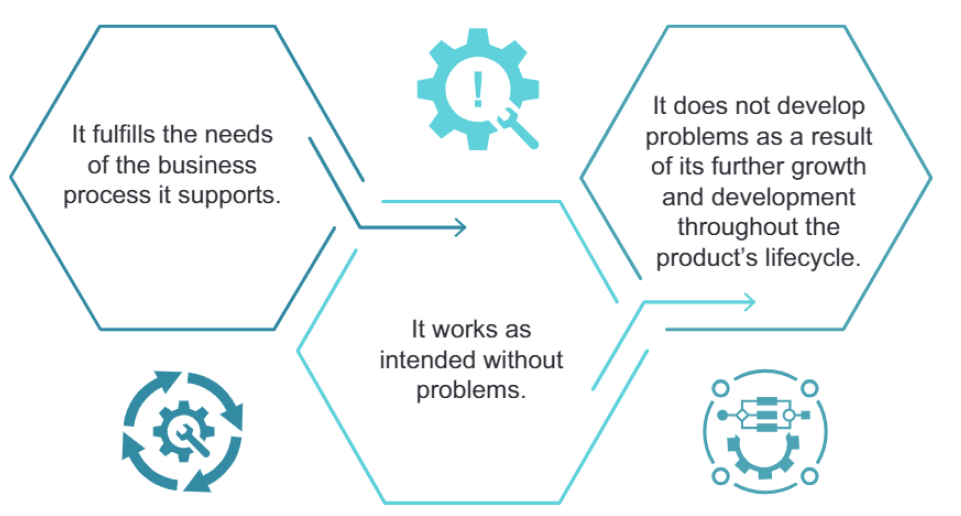 It fulfills the needs
of the business
process it supports.
It works as
intended without
problems.
It does not develop
problems as a result
of its further growth
and development
throughout the
product's lifecycle.